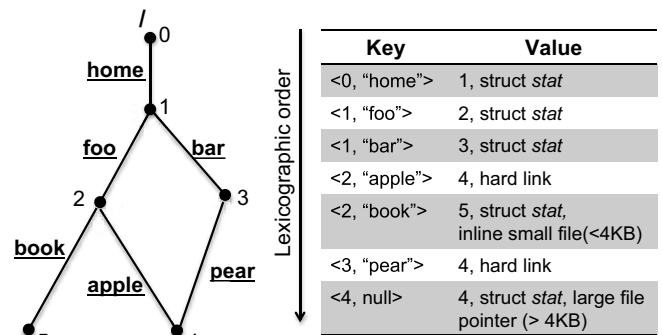 /
0
home
1
foo
bar
2
3
book
apple
pear
Lexicographic order
Key Value
<0, “home”> 1, struct stat
<1, “foo”> 2, struct stat
<1, “bar”> 3, struct stat
<2, “apple”> 4, hard link
<2, “book”> 5, struct stat,
inline small file(<4KB)
<3, “pear”> 4, hard link
<4, null> 4, struct stat, large file
pointer (> 4KB)